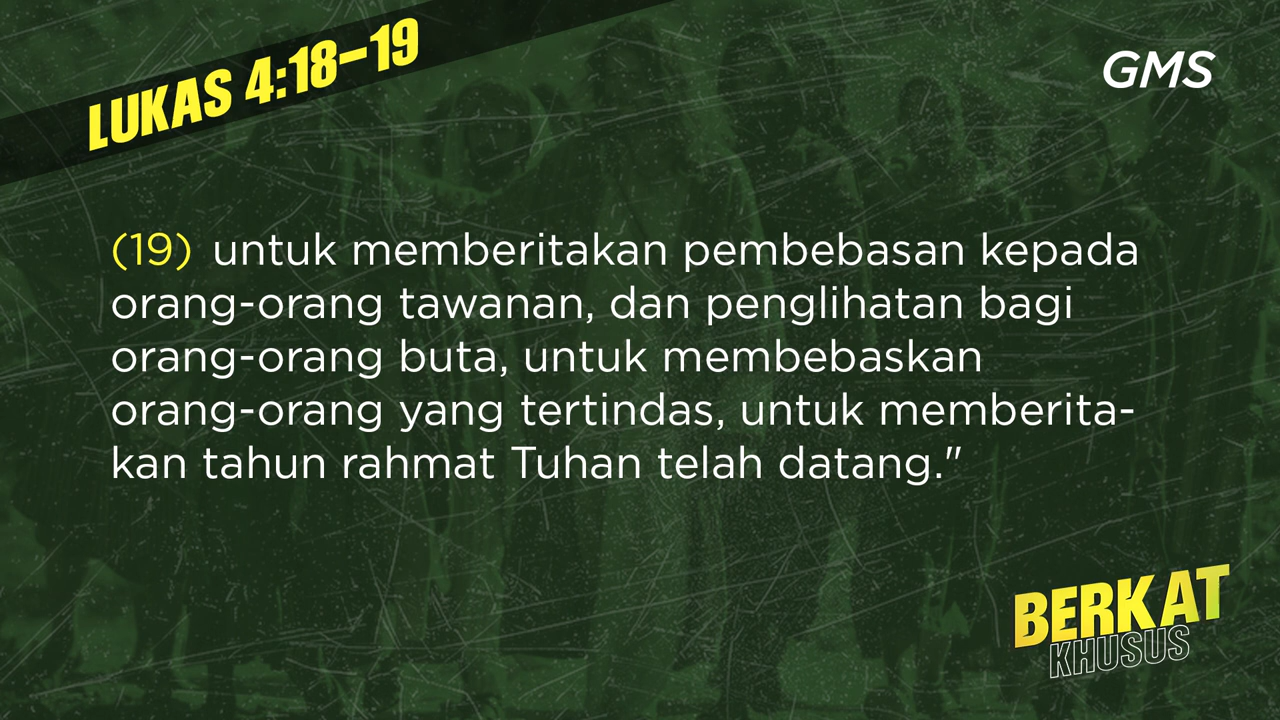 LUKAS 4:18–19
GMS
(19) untuk memberitakan pembebasan kepada
orang-orang tawanan, dan penglihatan bagi
orang-orang buta, untuk membebaskan
orang-orang yang tertindas, untuk memberita-
kan tahun rahmat Tuhan telah datang."
BERKAT
KHUSUS